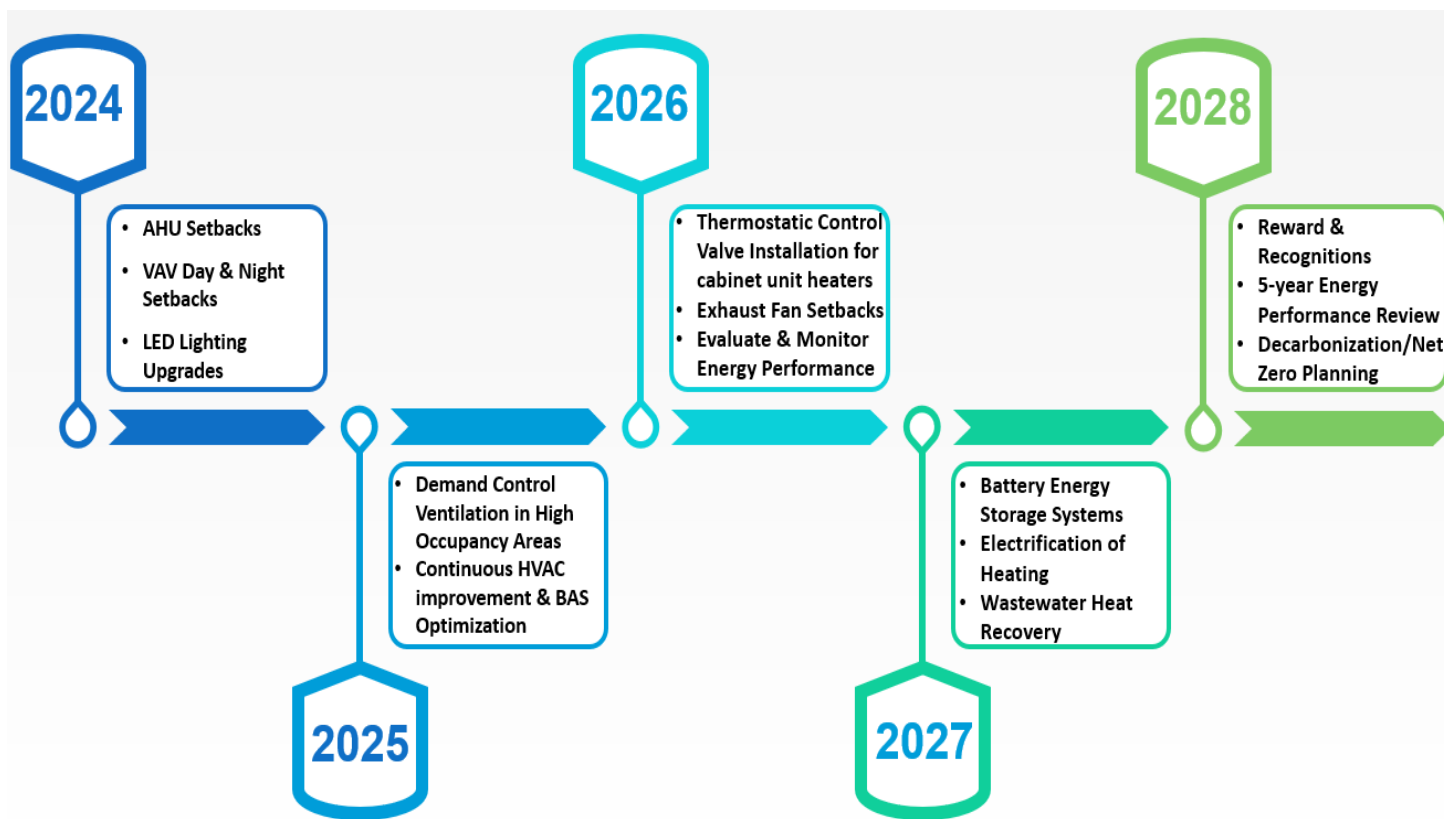 2024
• AHU Setbacks
• VAV Day & Night
Setbacks
• LED Lighting
Upgrades
2025
• Demand Control
Ventilation in High
Occupancy Areas
• Continuous HVAC
improvement & BAS
Optimization
2026
• Thermostatic Control
Valve Installation for
cabinet unit heaters
• Exhaust Fan Setbacks
• Evaluate & Monitor
Energy Performance
2027
• Battery Energy
Storage Systems
• Electrification of
Heating
• Wastewater Heat
Recovery
2028
• Reward &
Recognitions
• 5-year Energy
Performance Review
• Decarbonization/Net
Zero Planning